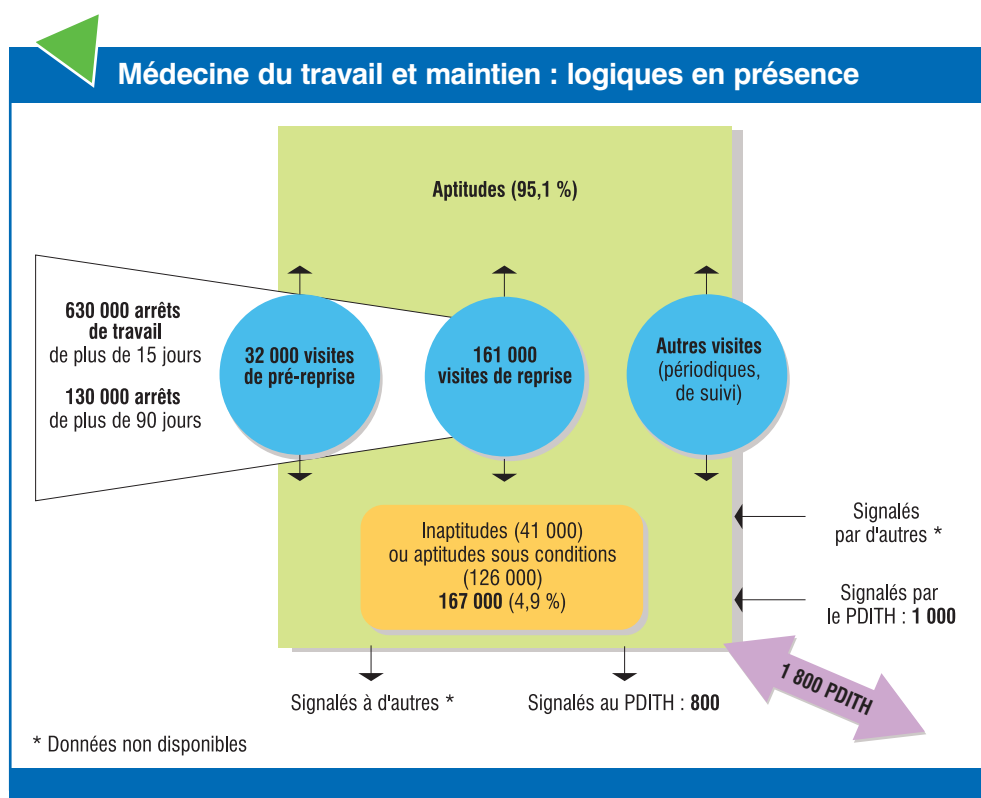 Médecine du travail et maintien : logiques en présence
Aptitudes (95,1 %)
630 000 arrêts
de travail
de plus de 15 jours
130 000 arrêts
de plus de 90 jours
32 000 visites
de pré-reprise
161 000
visites de reprise
Autres visites
(périodiques,
de suivi)
Inaptitudes (41 000)
ou aptitudes sous conditions
(126 000)
167 000 (4,9 %)
Signalés
par d'autres *
Signalés par
le PDITH : 1 000
1 800 PDITH
Signalés à d'autres *
Signalés au PDITH : 800
* Données non disponibles